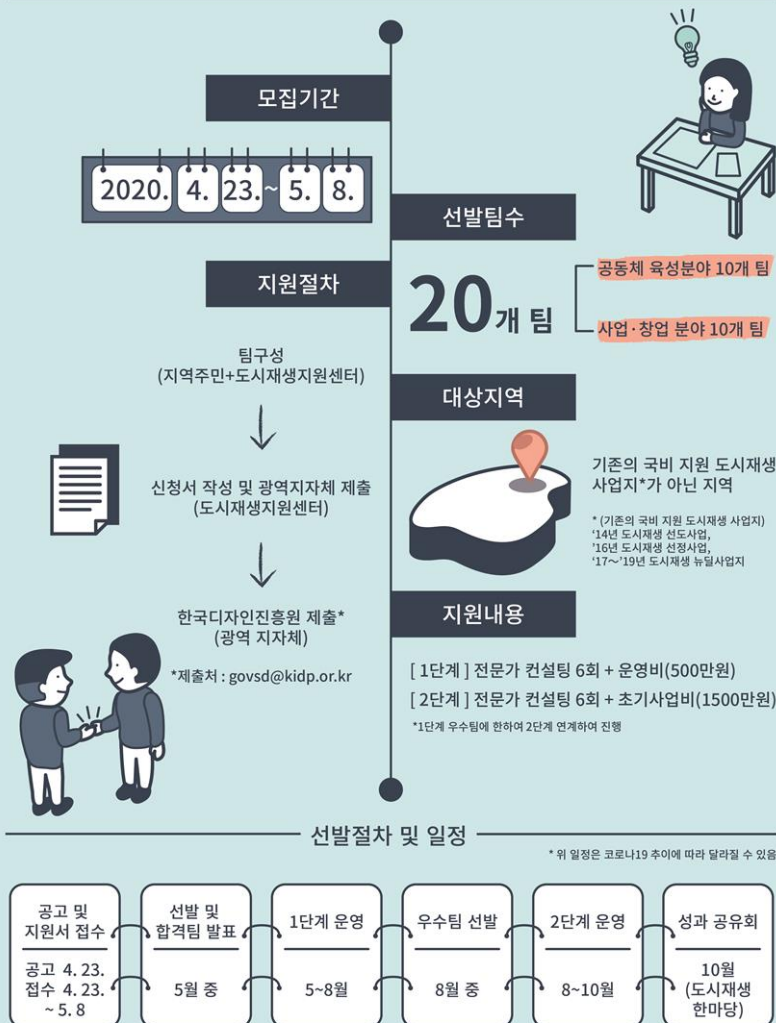 모집기간
2020. 4. 23.~ 5. 8.
선발팀수
20개 팀
공동체 육성분야 10개 팀
사업·창업 분야 10개 팀
지원절차
팀구성
(지역주민+도시재생지원센터)
신청서 작성 및 광역지자체 제출
(도시재생지원센터)
한국디자인진흥원 제출*
(광역 지자체)
*제출처 : govsd@kidp.or.kr
대상지역
기존의 국비 지원 도시재생
사업지*가 아닌 지역
* (기존의 국비 지원 도시재생 사업지)
‘14년 도시재생 선도사업,
’16년 도시재생 선정사업,
‘17～’19년 도시재생 뉴딜사업지
지원내용
[ 1단계 ] 전문가 컨설팅 6회 + 운영비(500만원)
[ 2단계 ] 전문가 컨설팅 6회 + 초기사업비(1500만원)
*1단계 우수팀에 한하여 2단계 연계하여 진행
선발절차 및 일정
* 위 일정은 코로나19 추이에 따라 달라질 수 있음
공고 및
지원서 접수
공고 4. 23.
접수 4. 23.
~ 5. 8
선발 및
합격팀 발표
5월 중
1단계 운영
5~8월
우수팀 선발
8월 중
2단계 운영
8~10월
성과 공유회
10월
(도시재생
한마당)